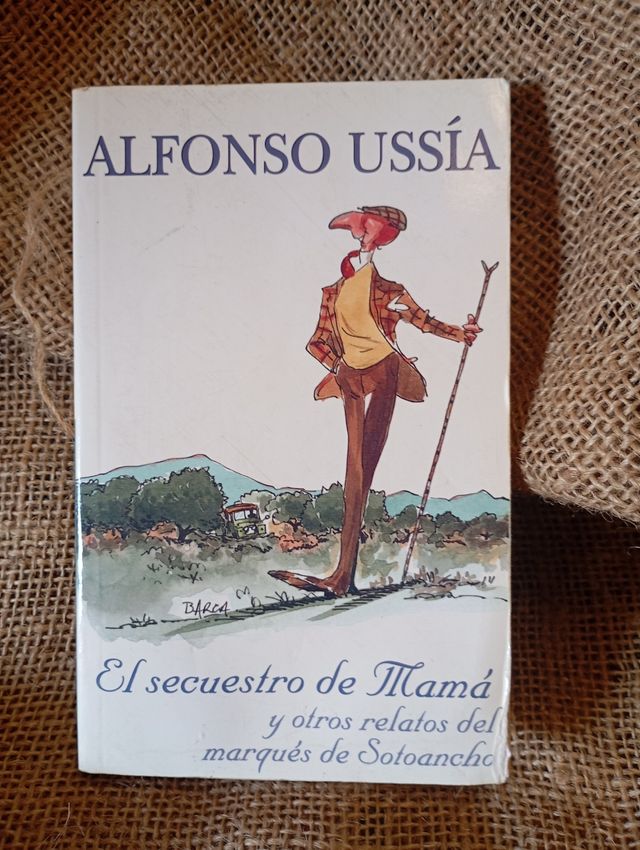 ALFONSO USSÍA
BARCA
El secuestro de Mamá
y otros relatos del
marqués de Sotoancho